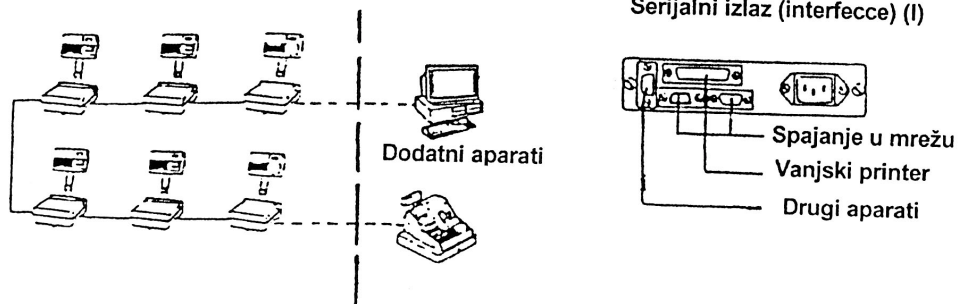 Serijalni izlaz (interfecce) (I)
Dodatni aparati
Spajanje u mrežu
Vanjski printer
Drugi aparati